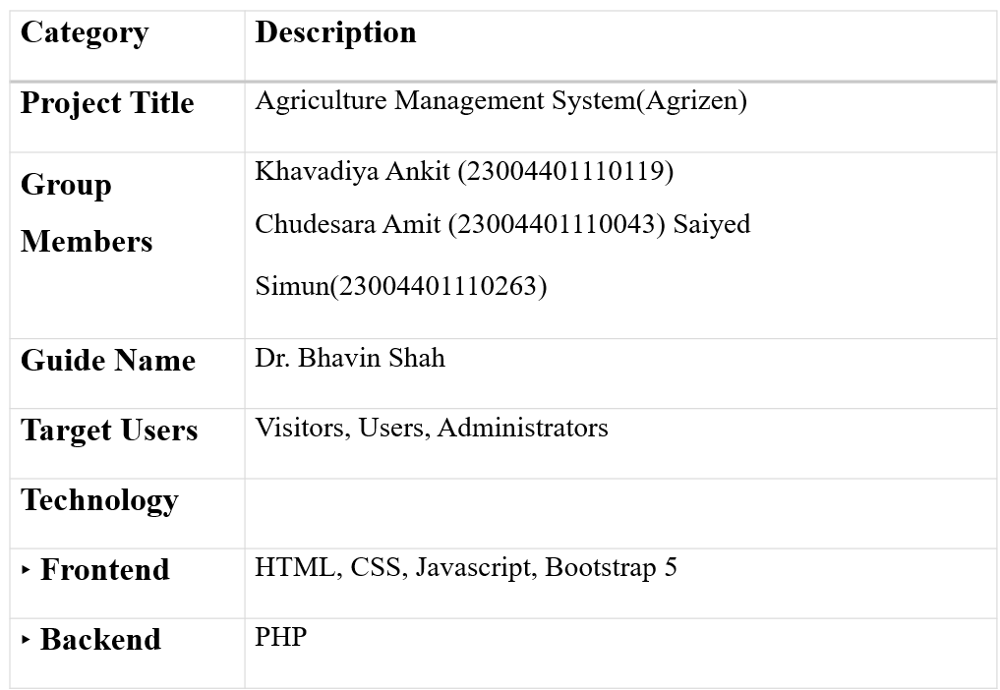 Category Description
Project Title Agriculture Management System(Agrizen)
Group Members
Khavadiya Ankit (23004401110119)
Chudesara Amit (23004401110043) Saiyed
Simun(23004401110263)
Guide Name Dr. Bhavin Shah
Target Users Visitors, Users, Administrators
Technology
‣ Frontend HTML, CSS, Javascript, Bootstrap 5
‣ Backend PHP